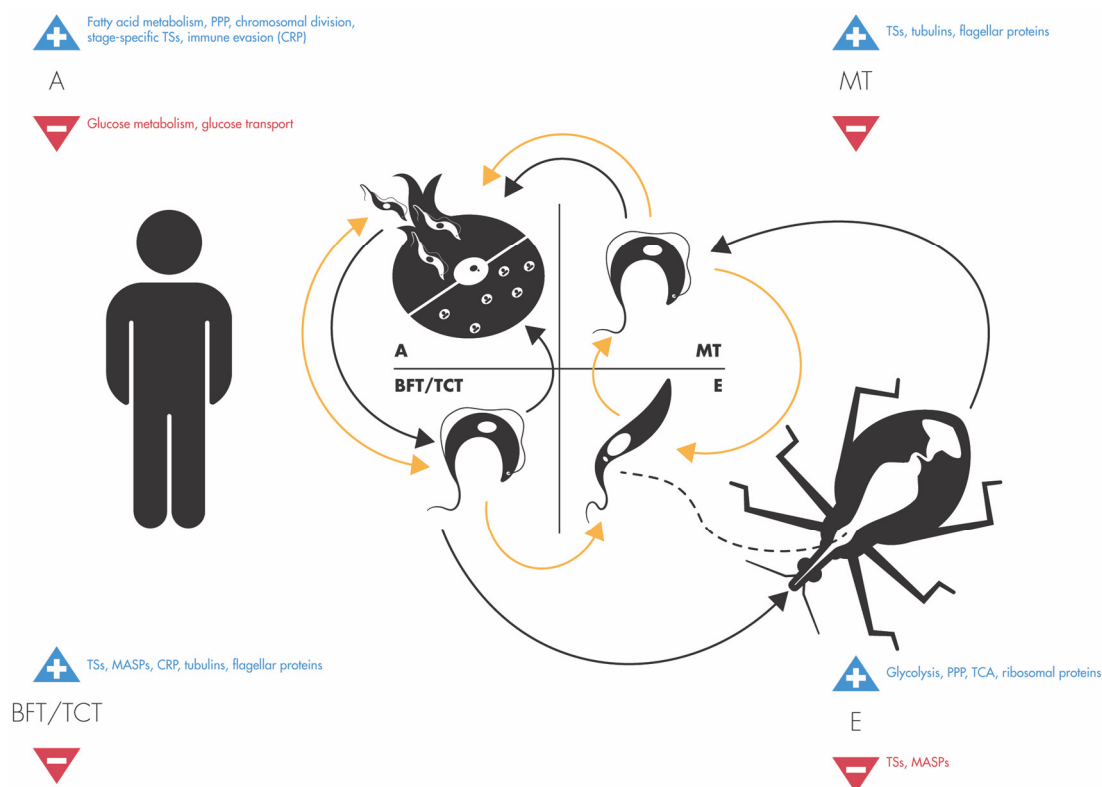 Fatty acid metabolism, PPP, chromosomal division,
stage-specific TSs, immune evasion (CRP)
A
Glucose metabolism, glucose transport
TSs, tubulins, flagellar proteins
MT
A
MT
BFT/TCT
E
TSs, MASPs, CRP, tubulins, flagellar proteins
BFT/TCT
Glycolysis, PPP, TCA, ribosomal proteins
E
TSs, MASPs